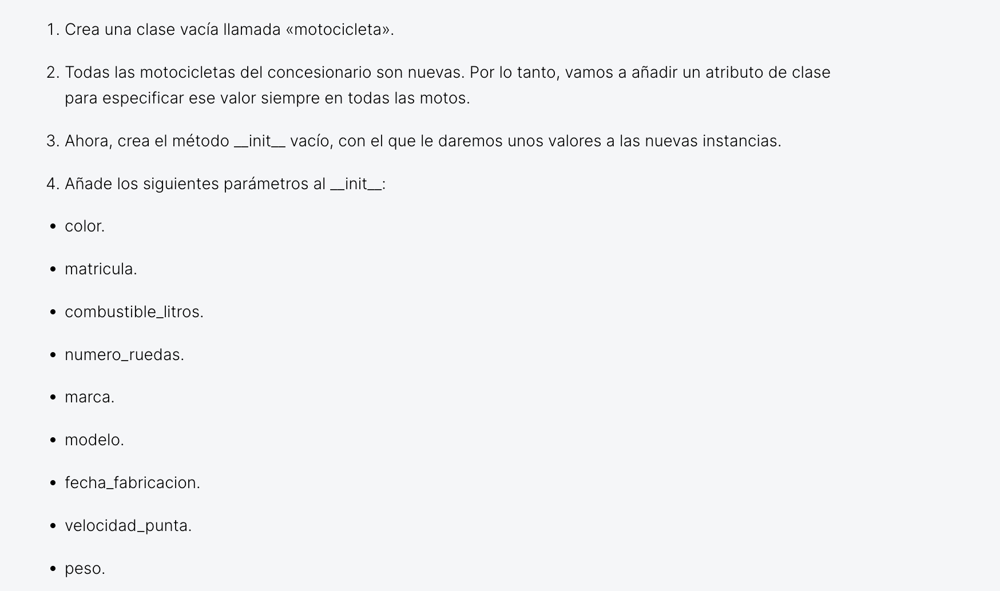 1. Crea una clase vacía llamada «motocicleta».
2. Todas las motocicletas del concesionario son nuevas. Por lo tanto, vamos a añadir un atributo de clase
para especificar ese valor siempre en todas las motos.
3. Ahora, crea el método __init__ vacío, con el que le daremos unos valores a las nuevas instancias.
4. Añade los siguientes parámetros al __init__:
• color.
• matricula.
• combustible_litros.
• numero_ruedas.
• marca.
• modelo.
• fecha_fabricacion.
• velocidad_punta.
• peso.